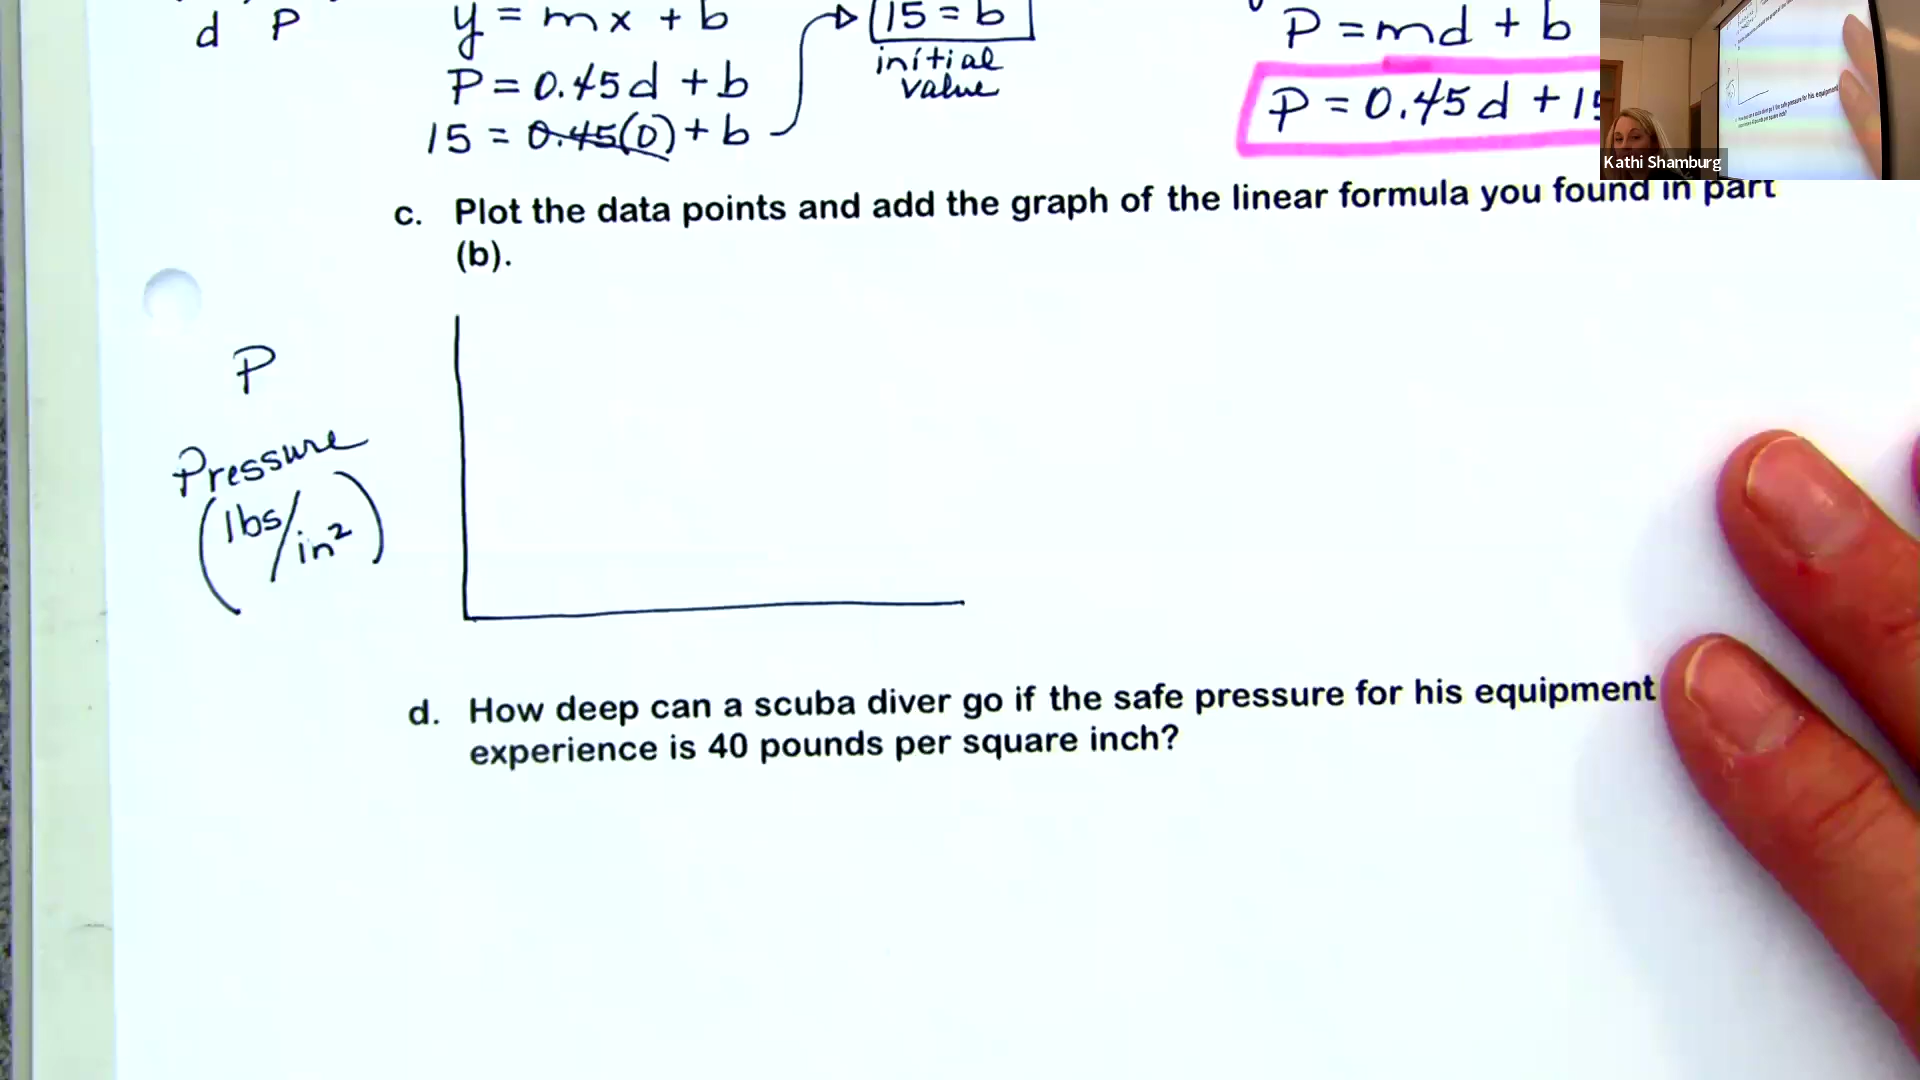 d P
y = mx + b
15 = b
initial
value
P = 0.45d + b
15 = 0.45(0) + b
P = md + b
P = 0.45d + 15
Kathi Shamburg
c. Plot the data points and add the graph of the linear formula you found in part
(b).
P
Pressure
(lbs/in²)
d. How deep can a scuba diver go if the safe pressure for his equipment
experience is 40 pounds per square inch?